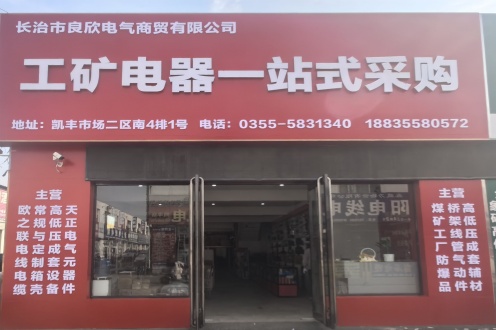 长治市良欣电气商贸有限公司
工矿电器一站式采购
地址：凯丰市场二区南4排1号 电话：0355-5831340 18835580572
主营
天正电气元器件
高低压成套设备
常规与定制箱壳
欧之联电线电缆
阳电线电
主营
高低压成套辅材
桥架线管气动件
煤矿工厂防爆品